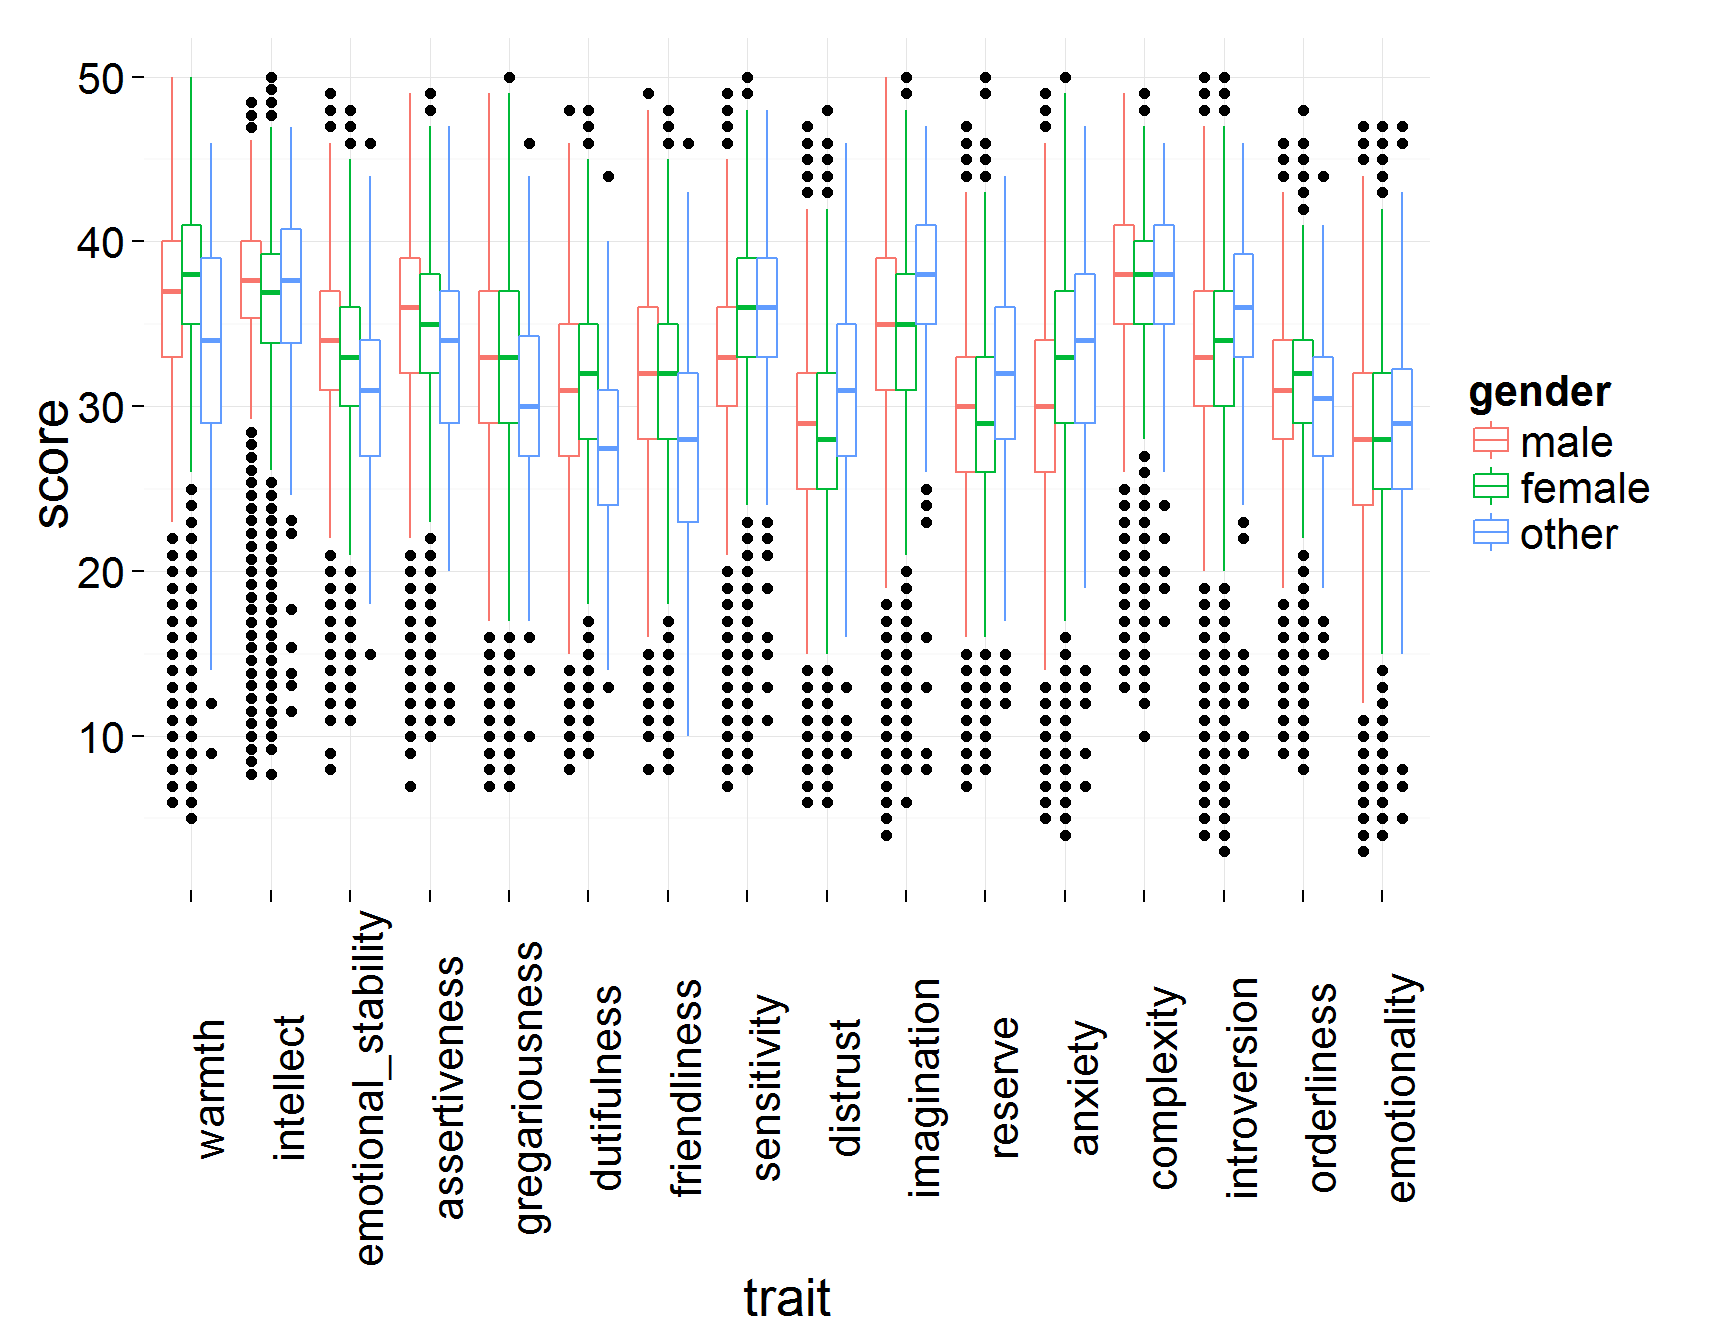 50
40
30
20
10
score
warmth
intellect
emotional_stability
assertiveness
gregariousness
dutifulness
friendliness
sensitivity
distrust
imagination
reserve
anxiety
complexity
introversion
orderliness
emotionality
trait
gender
male
female
other